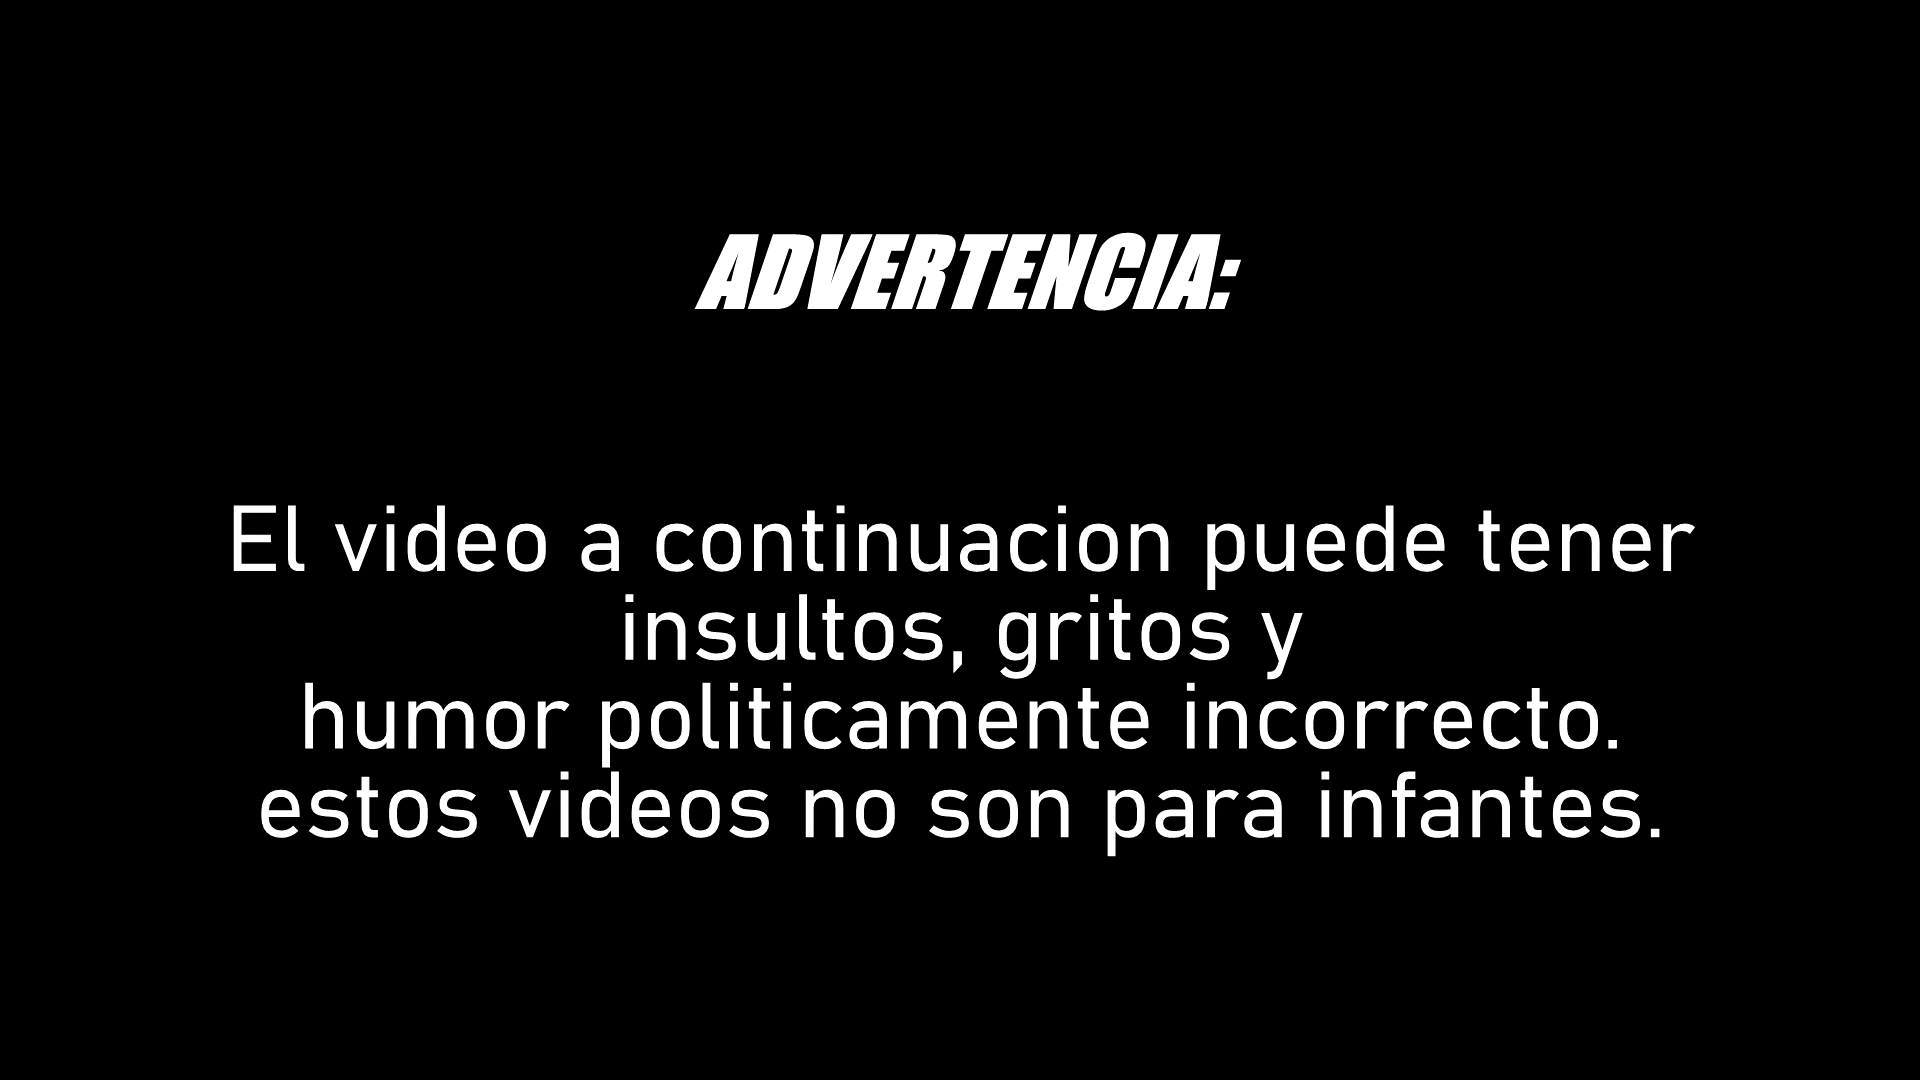 ADVERTENCIA:
El video a continuacion puede tener
insultos, gritos y
humor politicamente incorrecto.
estos videos no son para infantes.